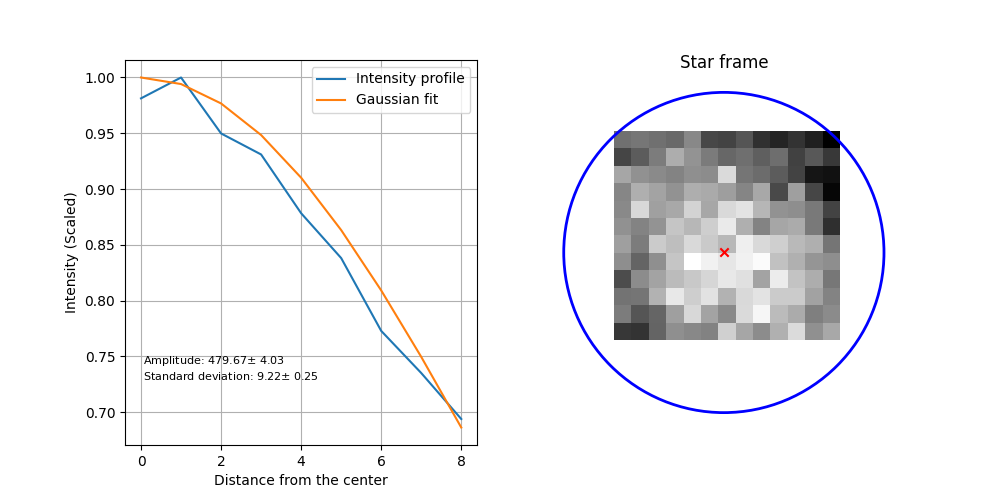 Star frame
Intensity profile
Gaussian fit
1.00
0.95
0.90
0.85
0.80
0.75
0.70
Intensity (Scaled)
Amplitude: 479.67± 4.03
Standard deviation: 9.22± 0.25
0 2 4 6 8
Distance from the center